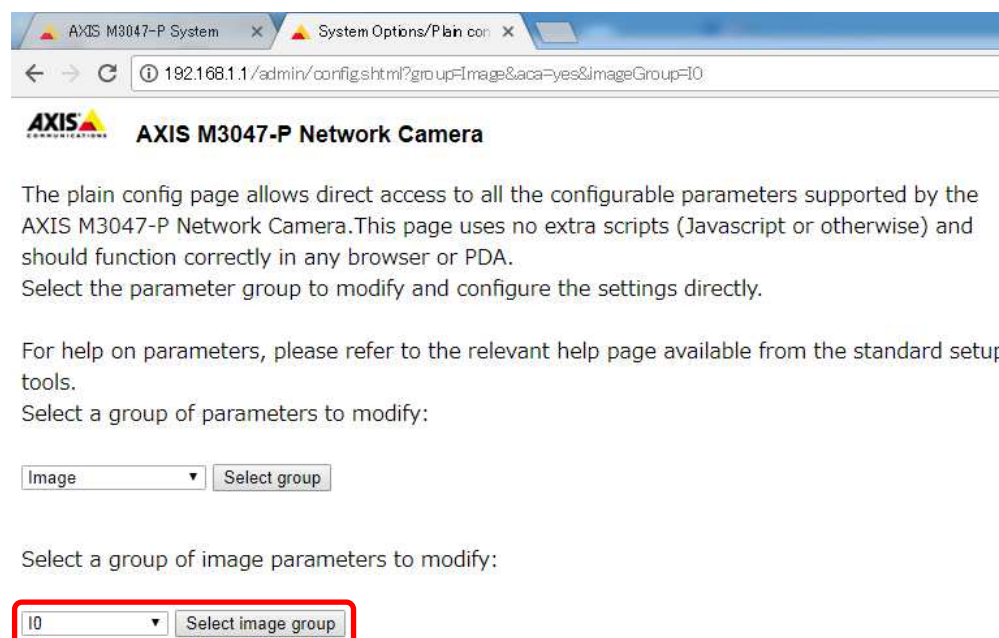 AXIS M3047-P System
System Options/Plain con
192.168.1.1/admin/config.shtml?group=Image&aca=yes&imageGroup=I0
AXIS
COMMUNICATIONS
AXIS M3047-P Network Camera
The plain config page allows direct access to all the configurable parameters supported by the
AXIS M3047-P Network Camera.This page uses no extra scripts (Javascript or otherwise) and
should function correctly in any browser or PDA.
Select the parameter group to modify and configure the settings directly.
For help on parameters, please refer to the relevant help page available from the standard setup
tools.
Select a group of parameters to modify:
Image Select group
Select a group of image parameters to modify:
I0 Select image group